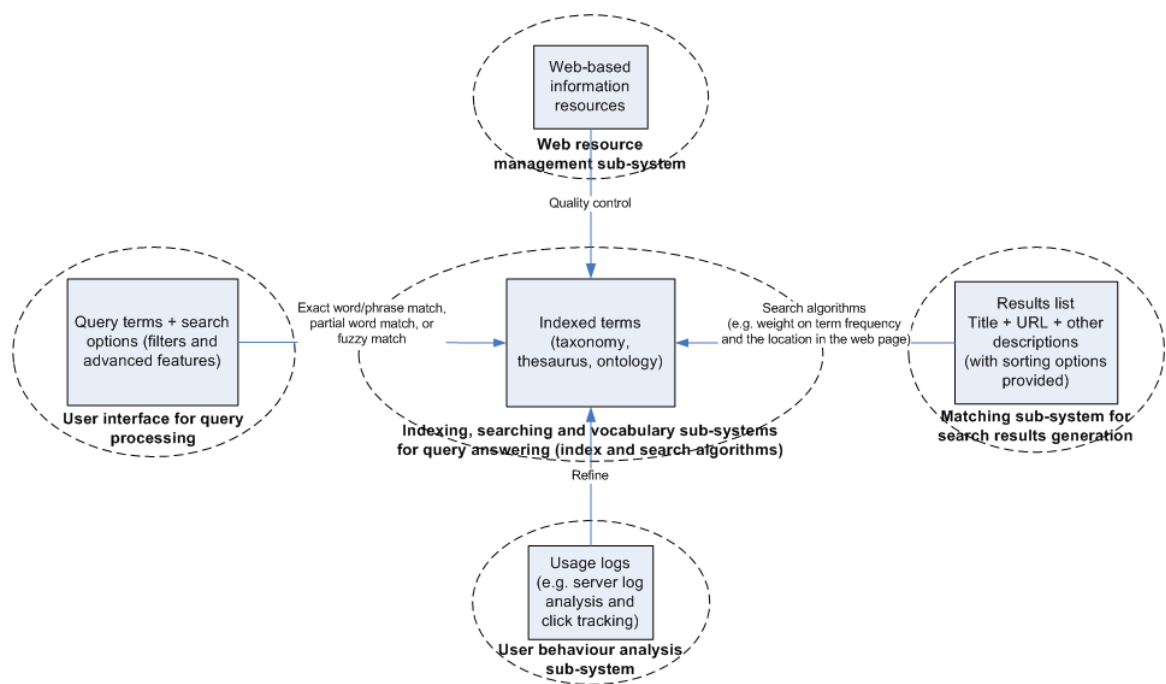 Web-based
information
resources
Web resource
management sub-system
Quality control
Query terms + search
options (filters and
advanced features)
User interface for query
processing
Exact word/phrase match,
partial word match, or
fuzzy match
Indexed terms
(taxonomy,
thesaurus, ontology)
Indexing, searching and vocabulary sub-systems
for query answering (index and search algorithms)
Search algorithms
(e.g. weight on term frequency
and the location in the web page)
Results list
Title + URL + other
descriptions
(with sorting options
provided)
Matching sub-system for
search results generation
Refine
Usage logs
(e.g. server log
analysis and
click tracking)
User behaviour analysis
sub-system